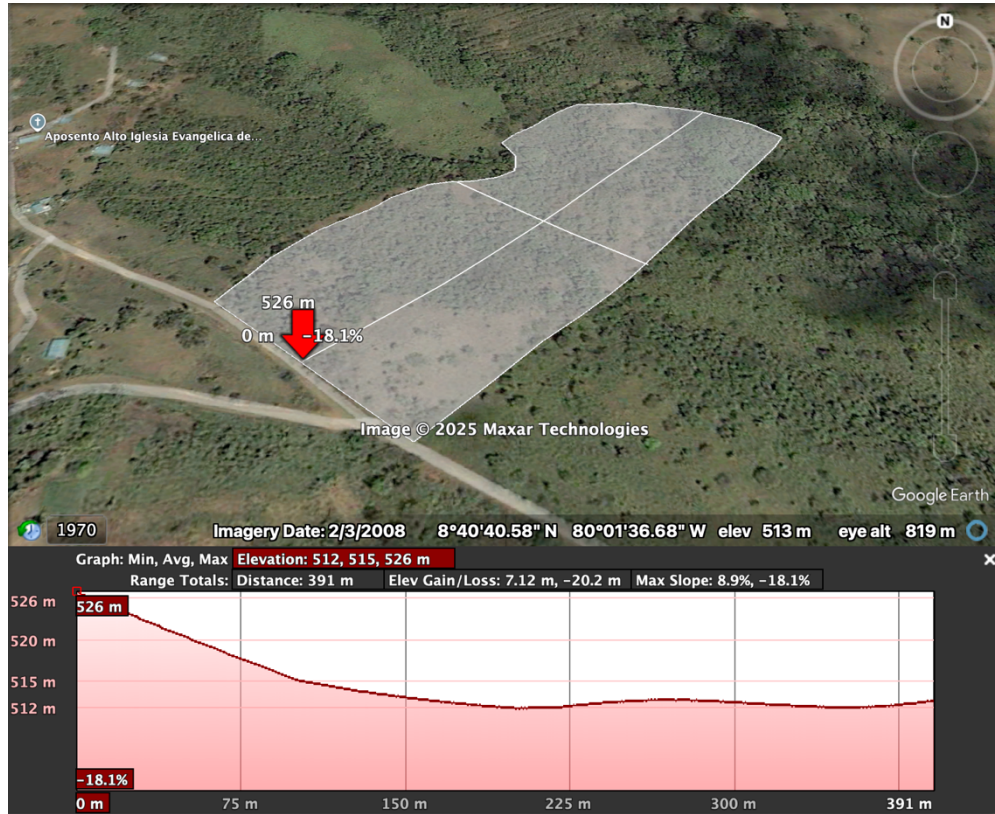 N
Aposento Alto Iglesia Evangelica de...
526 m
0 m
-18.1%
Image © 2025 Maxar Technologies
Google Earth
1970
Imagery Date: 2/3/2008 8°40'40.58" N 80°01'36.68" W elev 513 m eye alt 819 m
Graph: Min, Avg, Max Elevation: 512, 515, 526 m
Range Totals: Distance: 391 m Elev Gain/Loss: 7.12 m, -20.2 m Max Slope: 8.9%, -18.1%
526 m
526 m
520 m
515 m
512 m
-18.1%
0 m 75 m 150 m 225 m 300 m 391 m